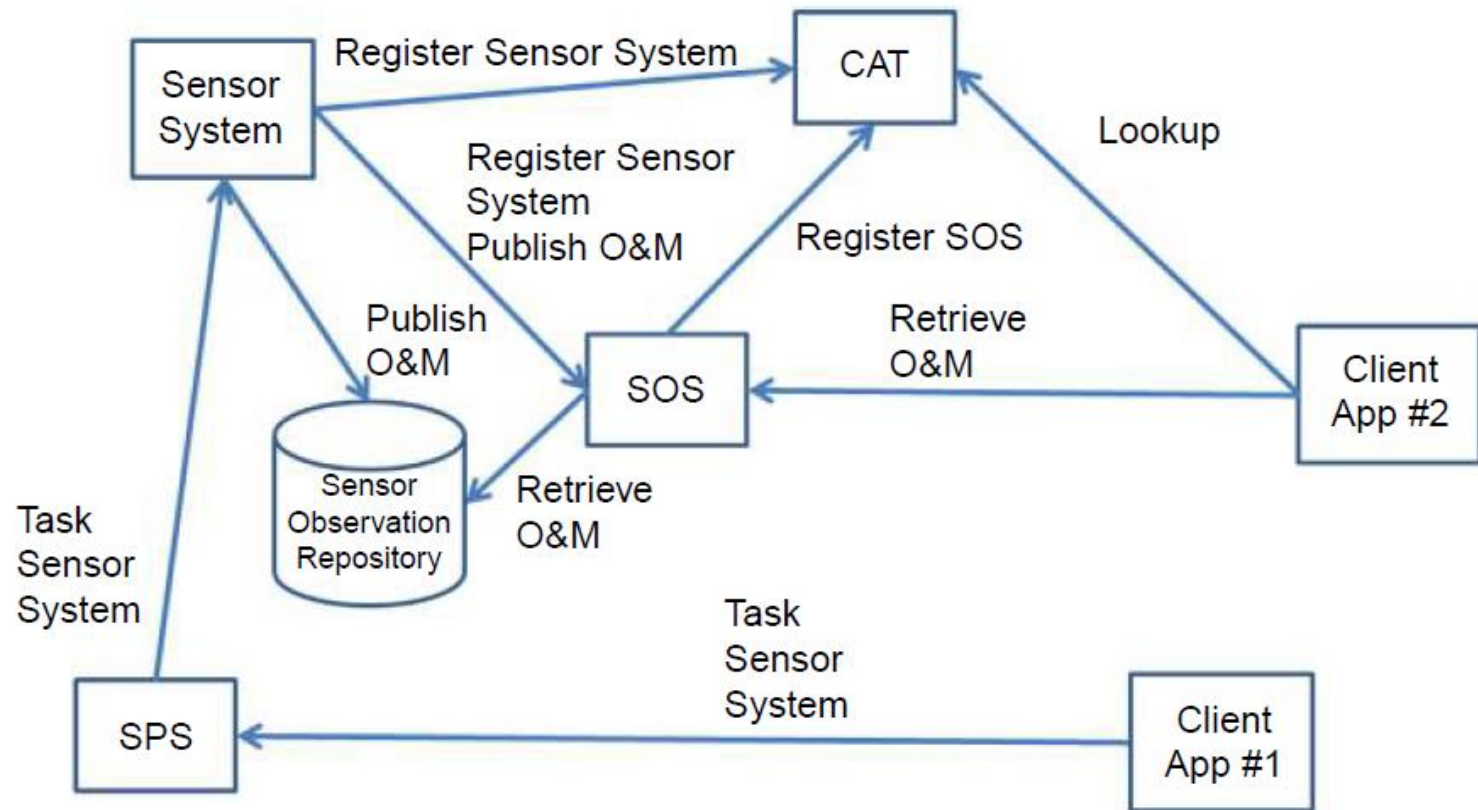 Register Sensor System
Sensor
System
CAT
Lookup
Register Sensor
System
Publish O&M
Register SOS
Publish
O&M
Retrieve
O&M
SOS
Client
App #2
Sensor
Observation
Repository
Retrieve
O&M
Task
Sensor
System
Task
Sensor
System
SPS
Client
App #1